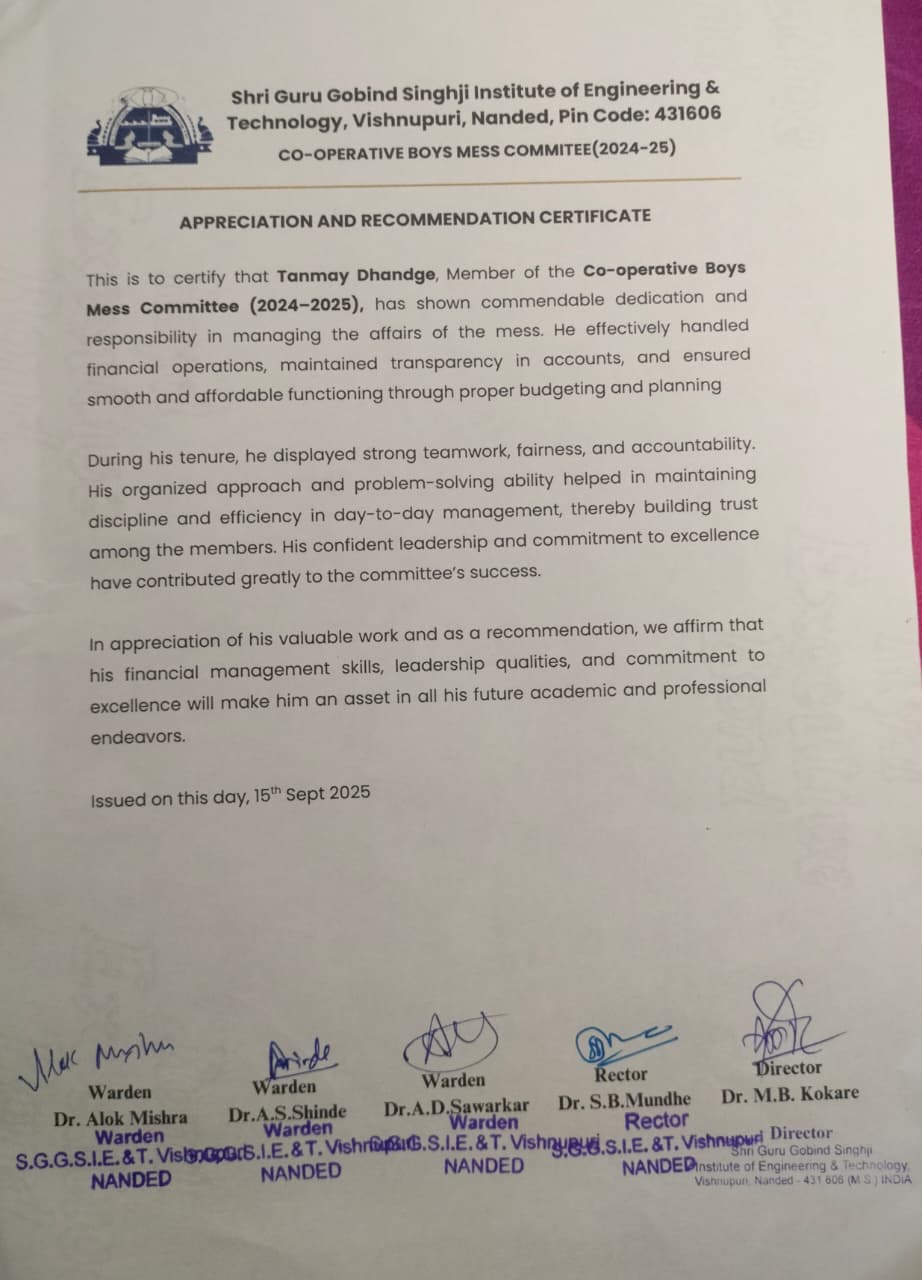 Shri Guru Gobind Singhji Institute of Engineering &
Technology, Vishnupuri, Nanded, Pin Code: 431606
CO-OPERATIVE BOYS MESS COMMITEE(2024-25)
APPRECIATION AND RECOMMENDATION CERTIFICATE
This is to certify that Tanmay Dhandge, Member of the Co-operative Boys
Mess Committee (2024–2025), has shown commendable dedication and
responsibility in managing the affairs of the mess. He effectively handled
financial operations, maintained transparency in accounts, and ensured
smooth and affordable functioning through proper budgeting and planning
During his tenure, he displayed strong teamwork, fairness, and accountability.
His organized approach and problem-solving ability helped in maintaining
discipline and efficiency in day-to-day management, thereby building trust
among the members. His confident leadership and commitment to excellence
have contributed greatly to the committee's success.
In appreciation of his valuable work and as a recommendation, we affirm that
his financial management skills, leadership qualities, and commitment to
excellence will make him an asset in all his future academic and professional
endeavors.
Issued on this day, 15th Sept 2025
Warden Warden Warden Rector Director
Dr. Alok Mishra Dr.A.S.Shinde Dr.A.D.Sawarkar Dr. S.B.Mundhe Dr. M.B. Kokare
Warden Warden Warden Rector Director
S.G.G.S.I.E.&T. Vishnupuri S.G.G.S.I.E.&T. Vishnupuri S.G.G.S.I.E.&T. Vishnupuri S.G.G.S.I.E. &T. Vishnupuri Shri Guru Gobind Singhji
NANDED NANDED NANDED NANDED Institute of Engineering & Technology,
Vishnupuri, Nanded - 431 606 (M S ) INDIA